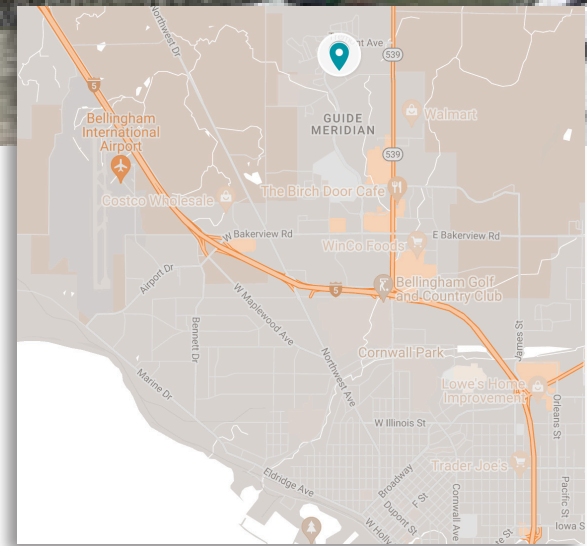 Northwest Dr
Ave
539
5
Bellingham
International
Airport
GUIDE
MERIDIAN
Walmart
539
Costco Wholesale
The Birch Door Cafe
W Bakerview Rd
E Bakerview Rd
WinCo Foods
Airport Dr
Bellingham Golf
and Country Club
5
W Maplewood Ave
Bennett Dr
James St
Northwest Ave
Cornwall Park
Marine Dr
Lowe's Home
Improvement
Orleans St
W Illinois St
Trader Joe's
Eldridge Ave
Broadway
F St
Cornwall Ave
Pacific St
Dupont St
W Holly
Iowa S
te St